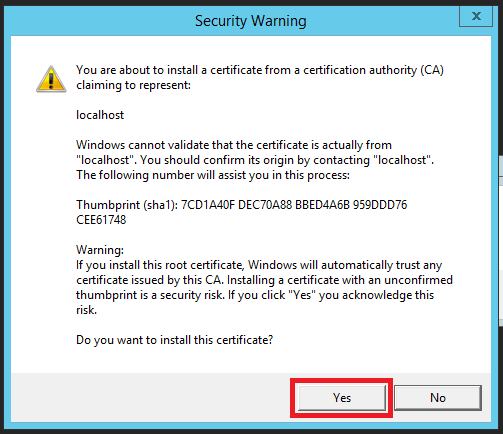 Security Warning
x
You are about to install a certificate from a certification authority (CA)
claiming to represent:
localhost
Windows cannot validate that the certificate is actually from
"localhost". You should confirm its origin by contacting "localhost".
The following number will assist you in this process:
Thumbprint (sha1): 7CD1A40F DEC70A88 BBED4A6B 959DDD76
CEE61748
Warning:
If you install this root certificate, Windows will automatically trust any
certificate issued by this CA. Installing a certificate with an unconfirmed
thumbprint is a security risk. If you click "Yes" you acknowledge this
risk.
Do you want to install this certificate?
Yes
No